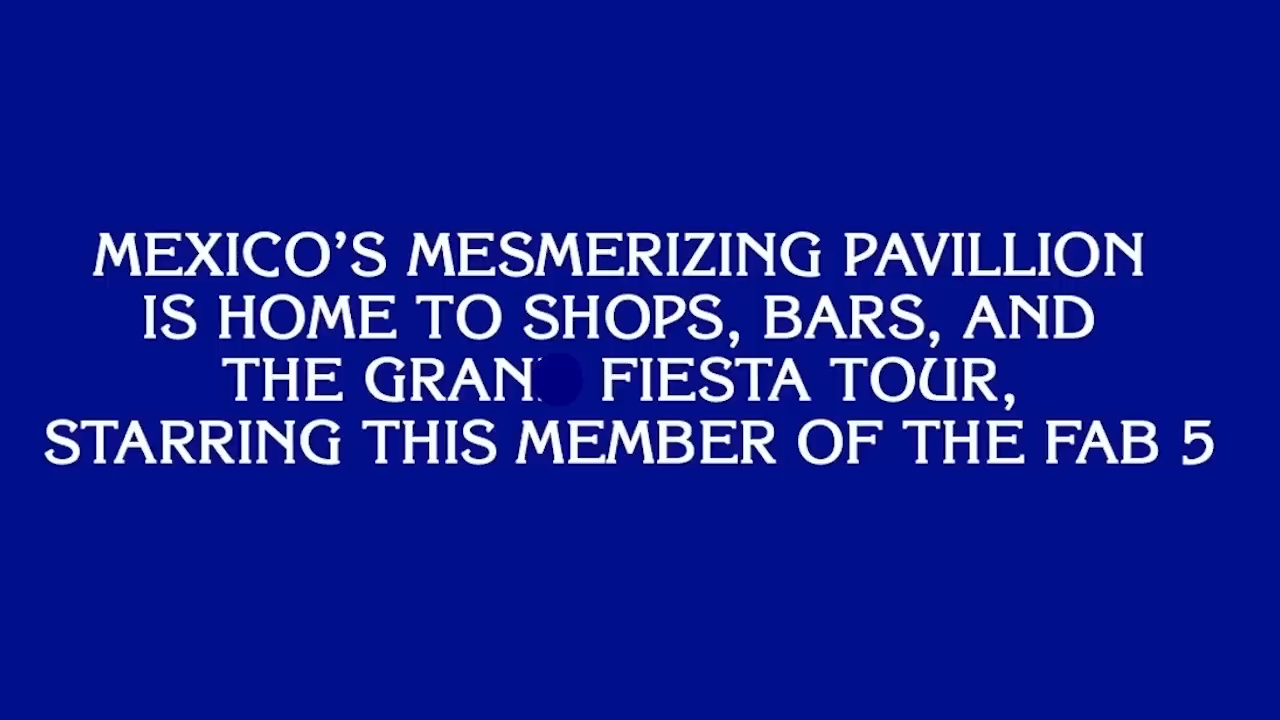 MEXICO'S MESMERIZING PAVILLION
IS HOME TO SHOPS, BARS, AND
THE FIESTA TOUR,
STARRING THIS MEMBER OF THE FAB 5